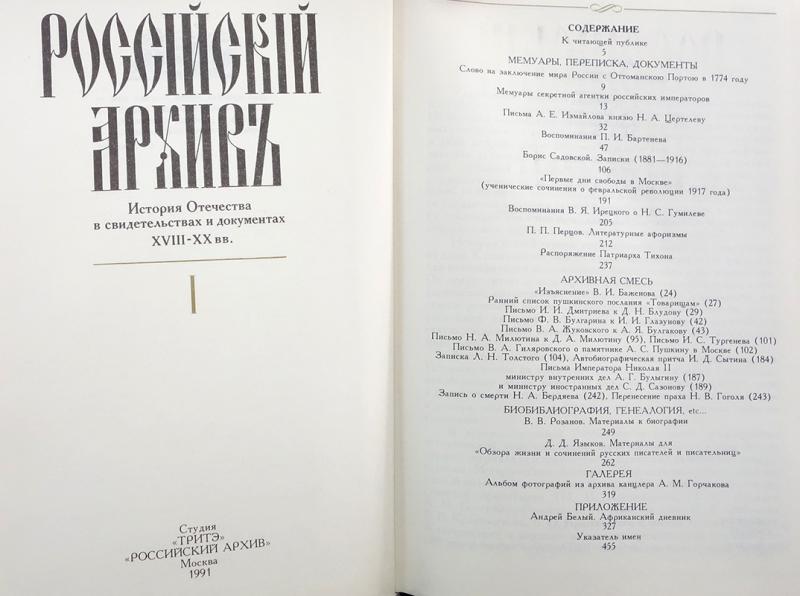 РОССІЙСКІЙ
АРХИВЪ
История Отечества
в свидетельствах и документах
XVIII-XX вв.
I
Студия
«ТРИТЭ»
«РОССИЙСКИЙ АРХИВ»
Москва
1991
СОДЕРЖАНИЕ
К читающей публике
5
МЕМУАРЫ, ПЕРЕПИСКА, ДОКУМЕНТЫ
Слово на заключение мира России с Оттоманскою Портою в 1774 году
9
Мемуары секретной агентки российских императоров
13
Письма А. Е. Измайлова князю Н. А. Цертелеву
32
Воспоминания П. И. Бартенева
47
Борис Садовской. Записки (1881—1916)
106
«Первые дни свободы в Москве»
(ученические сочинения о февральской революции 1917 года)
191
Воспоминания В. Я. Ирецкого о Н. С. Гумилеве
205
П. П. Перцов. Литературные афоризмы
212
Распоряжение Патриарха Тихона
237
АРХИВНАЯ СМЕСЬ
«Изъяснение» В. И. Баженова (24)
Ранний список пушкинского послания «Товарищам» (27)
Письмо И. И. Дмитриева к Д. Н. Блудову (29)
Письмо Ф. В. Булгарина к И. И. Глазунову (42)
Письмо В. А. Жуковского к А. Я. Булгакову (43)
Письмо Н. А. Милютина к Д. А. Милютину (95), Письмо И. С. Тургенева (101)
Письмо В. А. Гиляровского о памятнике А. С. Пушкину в Москве (102)
Записка Л. Н. Толстого (104), Автобиографическая притча И. Д. Сытина (184)
Письма Императора Николая II
министру внутренних дел А. Г. Булыгину (187)
и министру иностранных дел С. Д. Сазонову (189)
Запись о смерти Н. А. Бердяева (242), Перенесение праха Н. В. Гоголя (243)
БИОБИБЛИОГРАФИЯ, ГЕНЕАЛОГИЯ, etc...
В. В. Розанов. Материалы к биографии
249
Д. Д. Языков. Материалы для
«Обзора жизни и сочинений русских писателей и писательниц»
262
ГАЛЕРЕЯ
Альбом фотографий из архива канцлера А. М. Горчакова
319
ПРИЛОЖЕНИЕ
Андрей Белый. Африканский дневник
327
Указатель имен
455